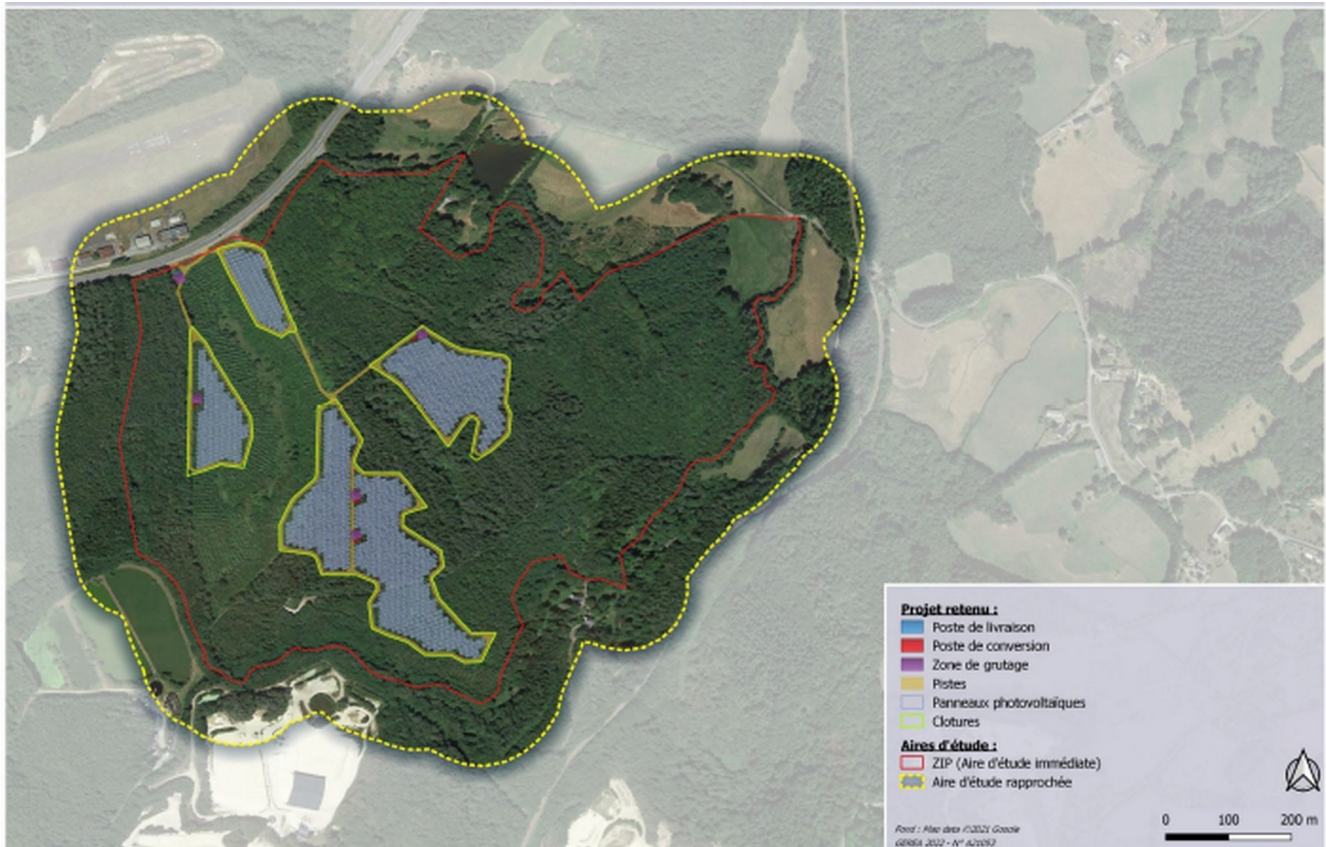 Projet retenu :
Poste de livraison
Poste de conversion
Zone de grutage
Pistes
Panneaux photovoltaïques
Clotures
Aires d'étude :
ZIP (Aire d'étude immédiate)
Aire d'étude rapprochée
0 100 200 m
Fond : Map data ©2021 Google
GEREA 2022 - N° A21053